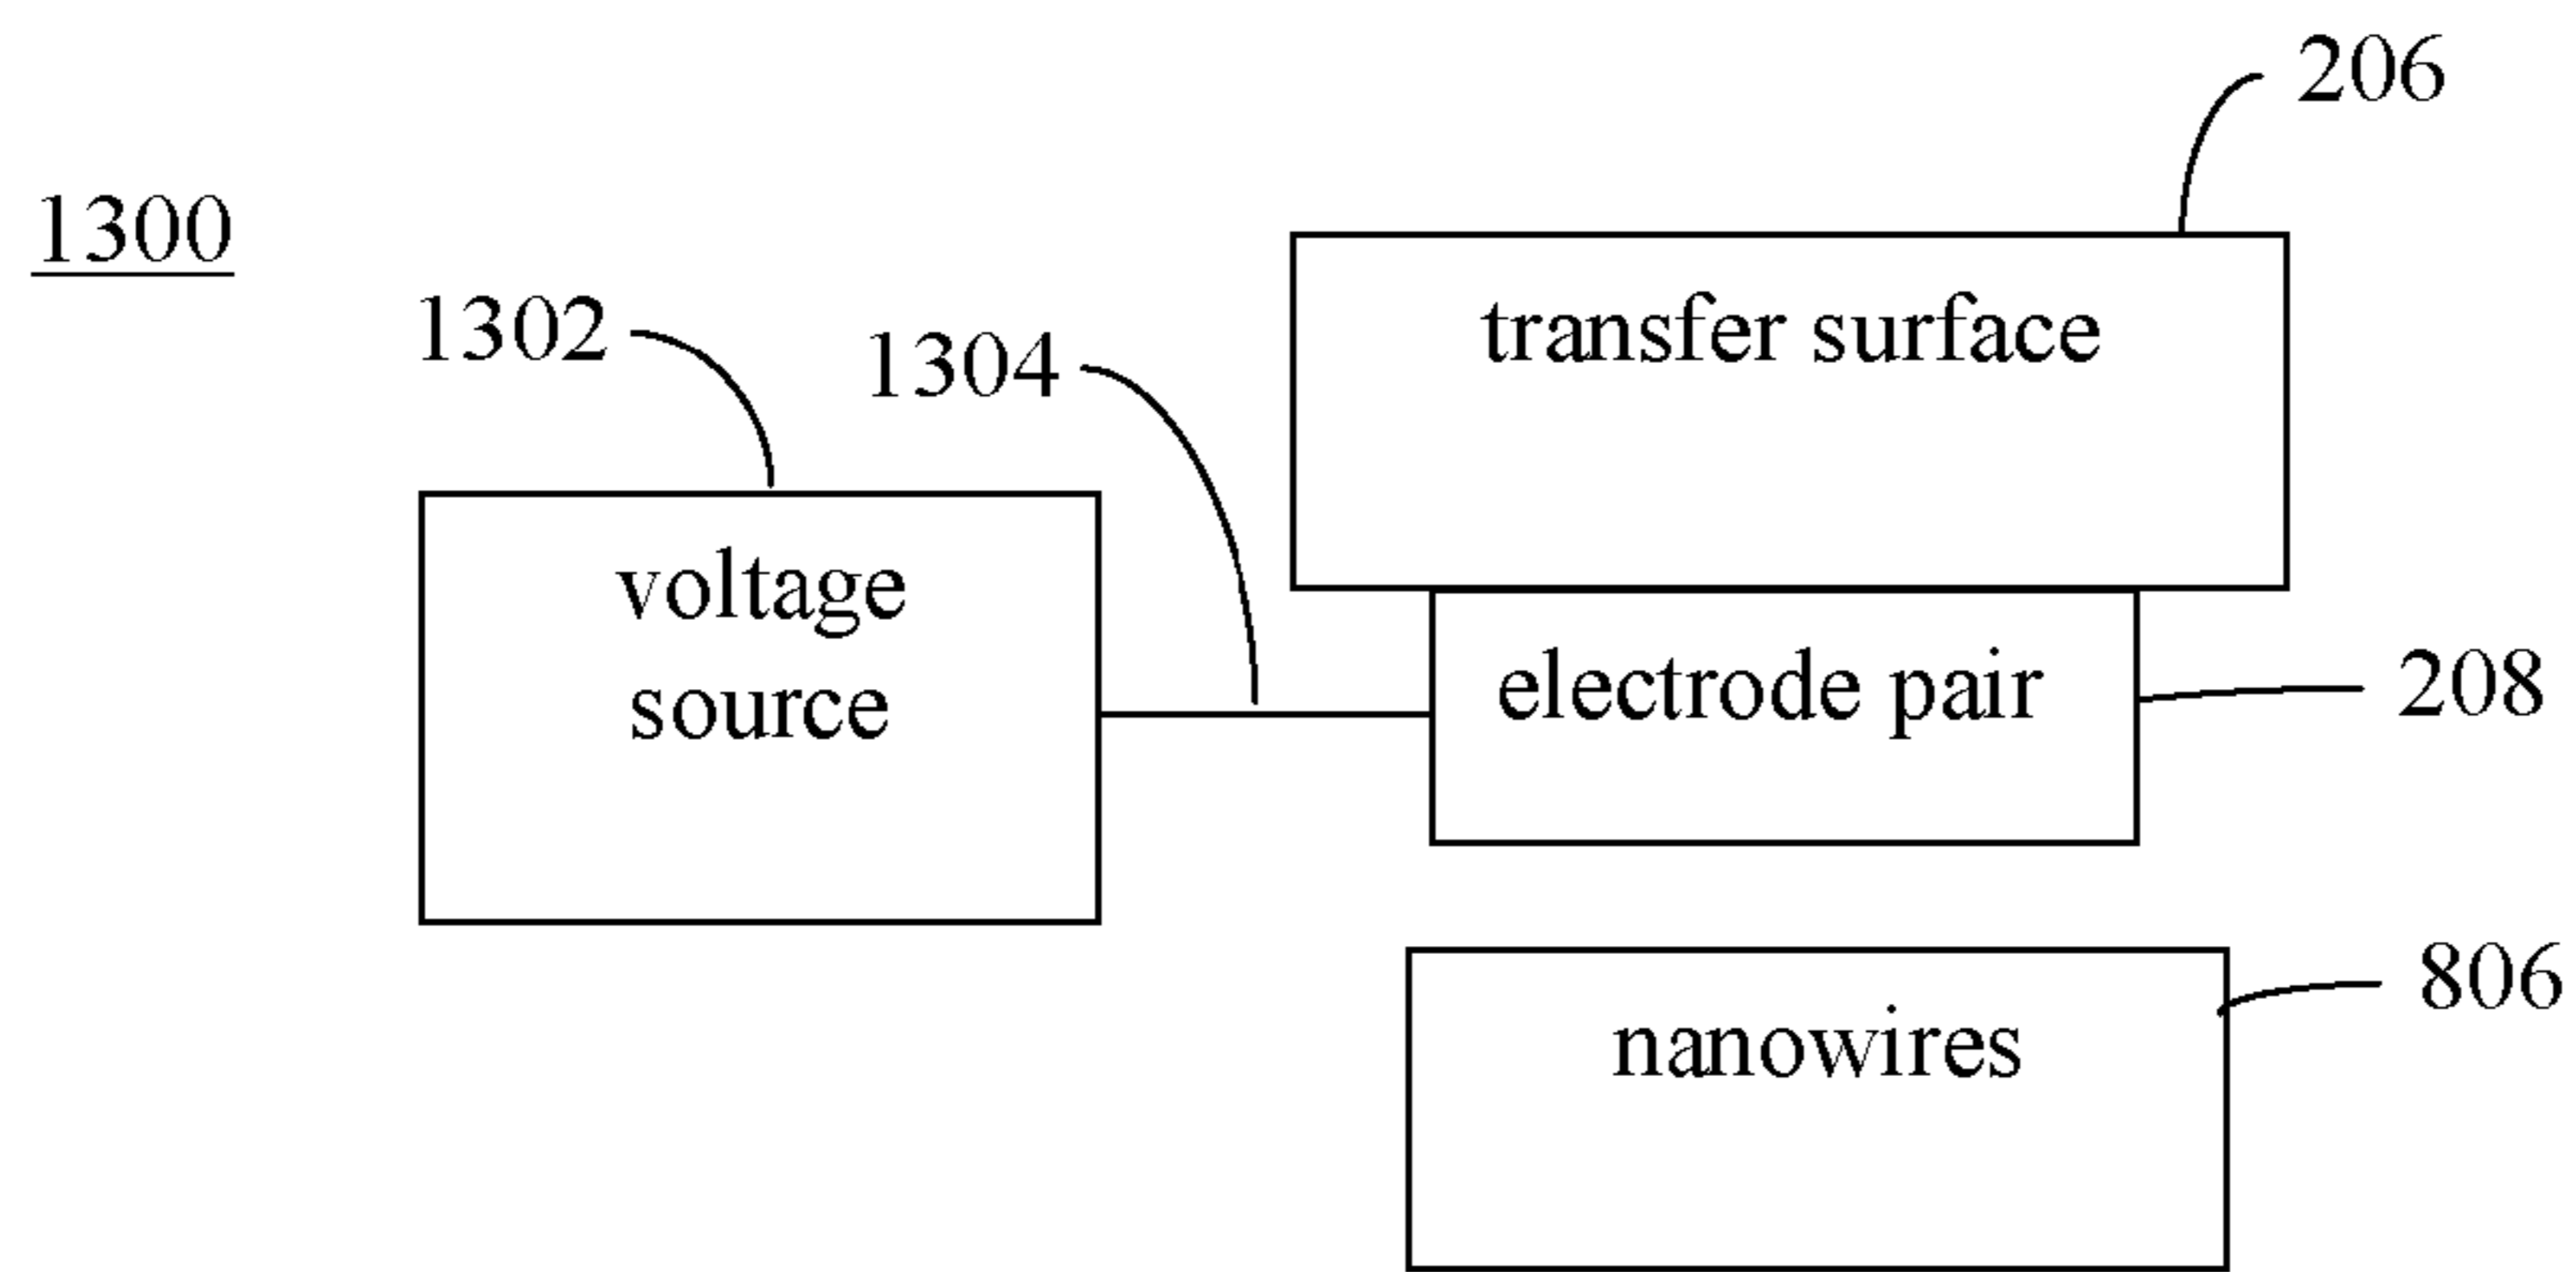 206
1300
1302
1304
transfer surface
voltage
source
electrode pair
208
806
nanowires